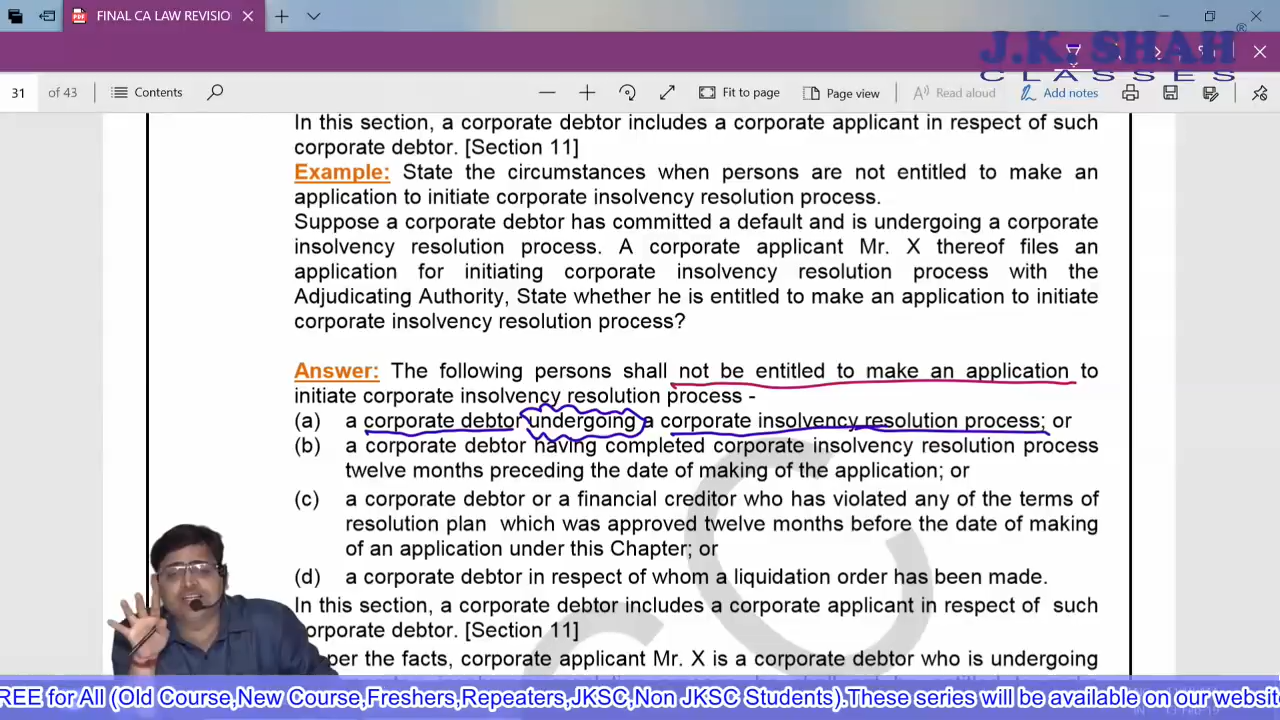 FINAL CA LAW REVISIO
J.K. SHAH
CLASSES
®
31 of 43
Contents
Fit to page
Page view
Read aloud
Add notes
In this section, a corporate debtor includes a corporate applicant in respect of such
corporate debtor. [Section 11]
Example: State the circumstances when persons are not entitled to make an
application to initiate corporate insolvency resolution process.
Suppose a corporate debtor has committed a default and is undergoing a corporate
insolvency resolution process. A corporate applicant Mr. X thereof files an
application for initiating corporate insolvency resolution process with the
Adjudicating Authority, State whether he is entitled to make an application to initiate
corporate insolvency resolution process?
Answer: The following persons shall not be entitled to make an application to
initiate corporate insolvency resolution process -
(a) a corporate debtor undergoing a corporate insolvency resolution process; or
(b) a corporate debtor having completed corporate insolvency resolution process
twelve months preceding the date of making of the application; or
(c) a corporate debtor or a financial creditor who has violated any of the terms of
resolution plan which was approved twelve months before the date of making
of an application under this Chapter; or
(d) a corporate debtor in respect of whom a liquidation order has been made.
In this section, a corporate debtor includes a corporate applicant in respect of such
corporate debtor. [Section 11]
per the facts, corporate applicant Mr. X is a corporate debtor who is undergoing
REE for All (Old Course,New Course,Freshers,Repeaters,JKSC,Non JKSC Students).These series will be available on our websit